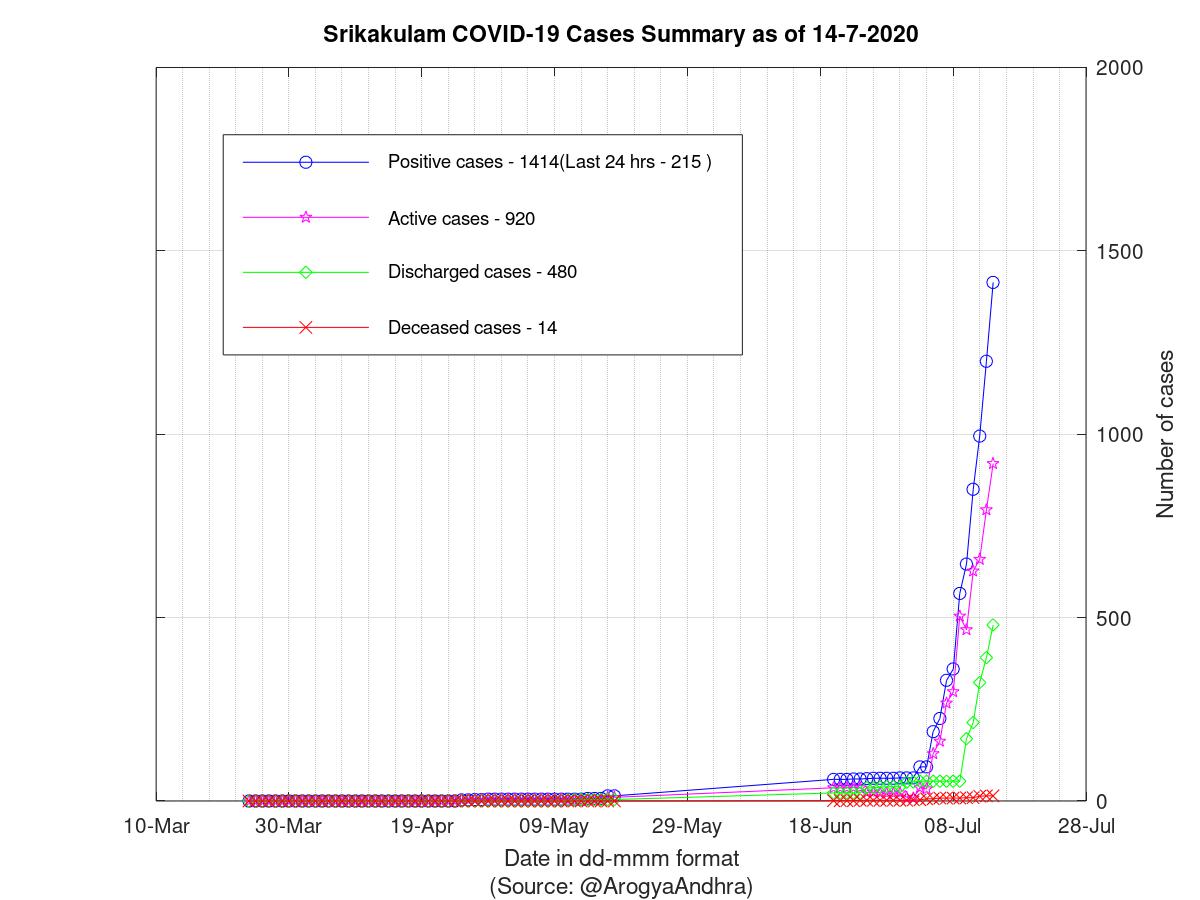 Srikakulam COVID-19 Cases Summary as of 14-7-2020
Positive cases - 1414(Last 24 hrs - 215 )
Active cases - 920
Discharged cases - 480
Deceased cases - 14
2000
1500
1000
500
0
Number of cases
10-Mar 30-Mar 19-Apr 09-May 29-May 18-Jun 08-Jul 28-Jul
Date in dd-mmm format
(Source: @ArogyaAndhra)